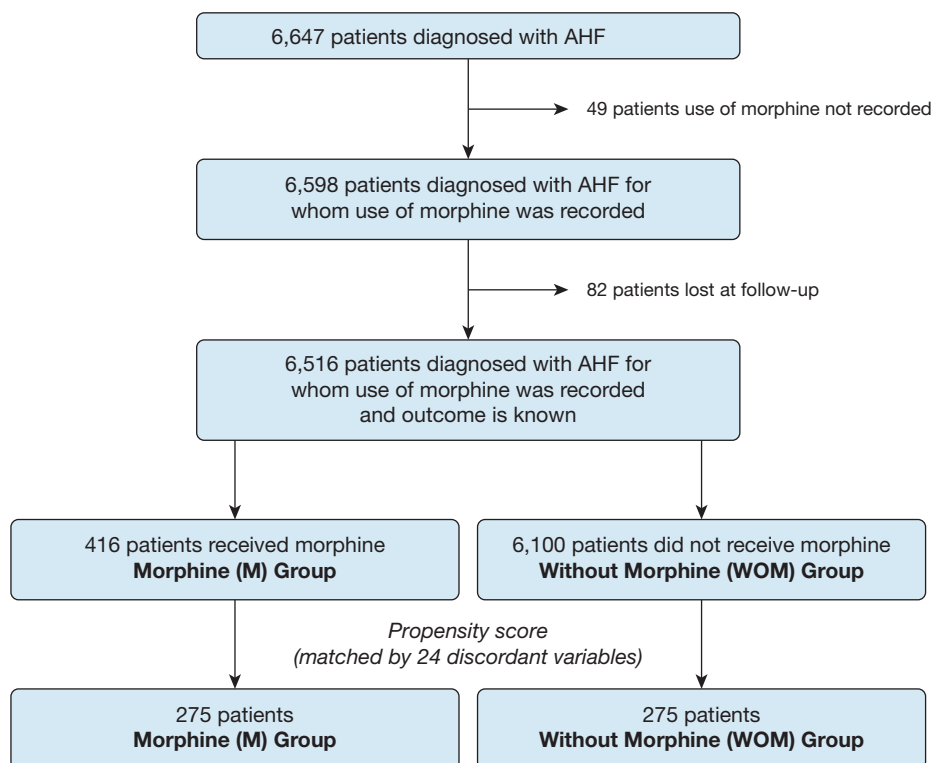 6,647 patients diagnosed with AHF
49 patients use of morphine not recorded
6,598 patients diagnosed with AHF for
whom use of morphine was recorded
82 patients lost at follow-up
6,516 patients diagnosed with AHF for
whom use of morphine was recorded
and outcome is known
416 patients received morphine
Morphine (M) Group
6,100 patients did not receive morphine
Without Morphine (WOM) Group
Propensity score
(matched by 24 discordant variables)
275 patients
Morphine (M) Group
275 patients
Without Morphine (WOM) Group